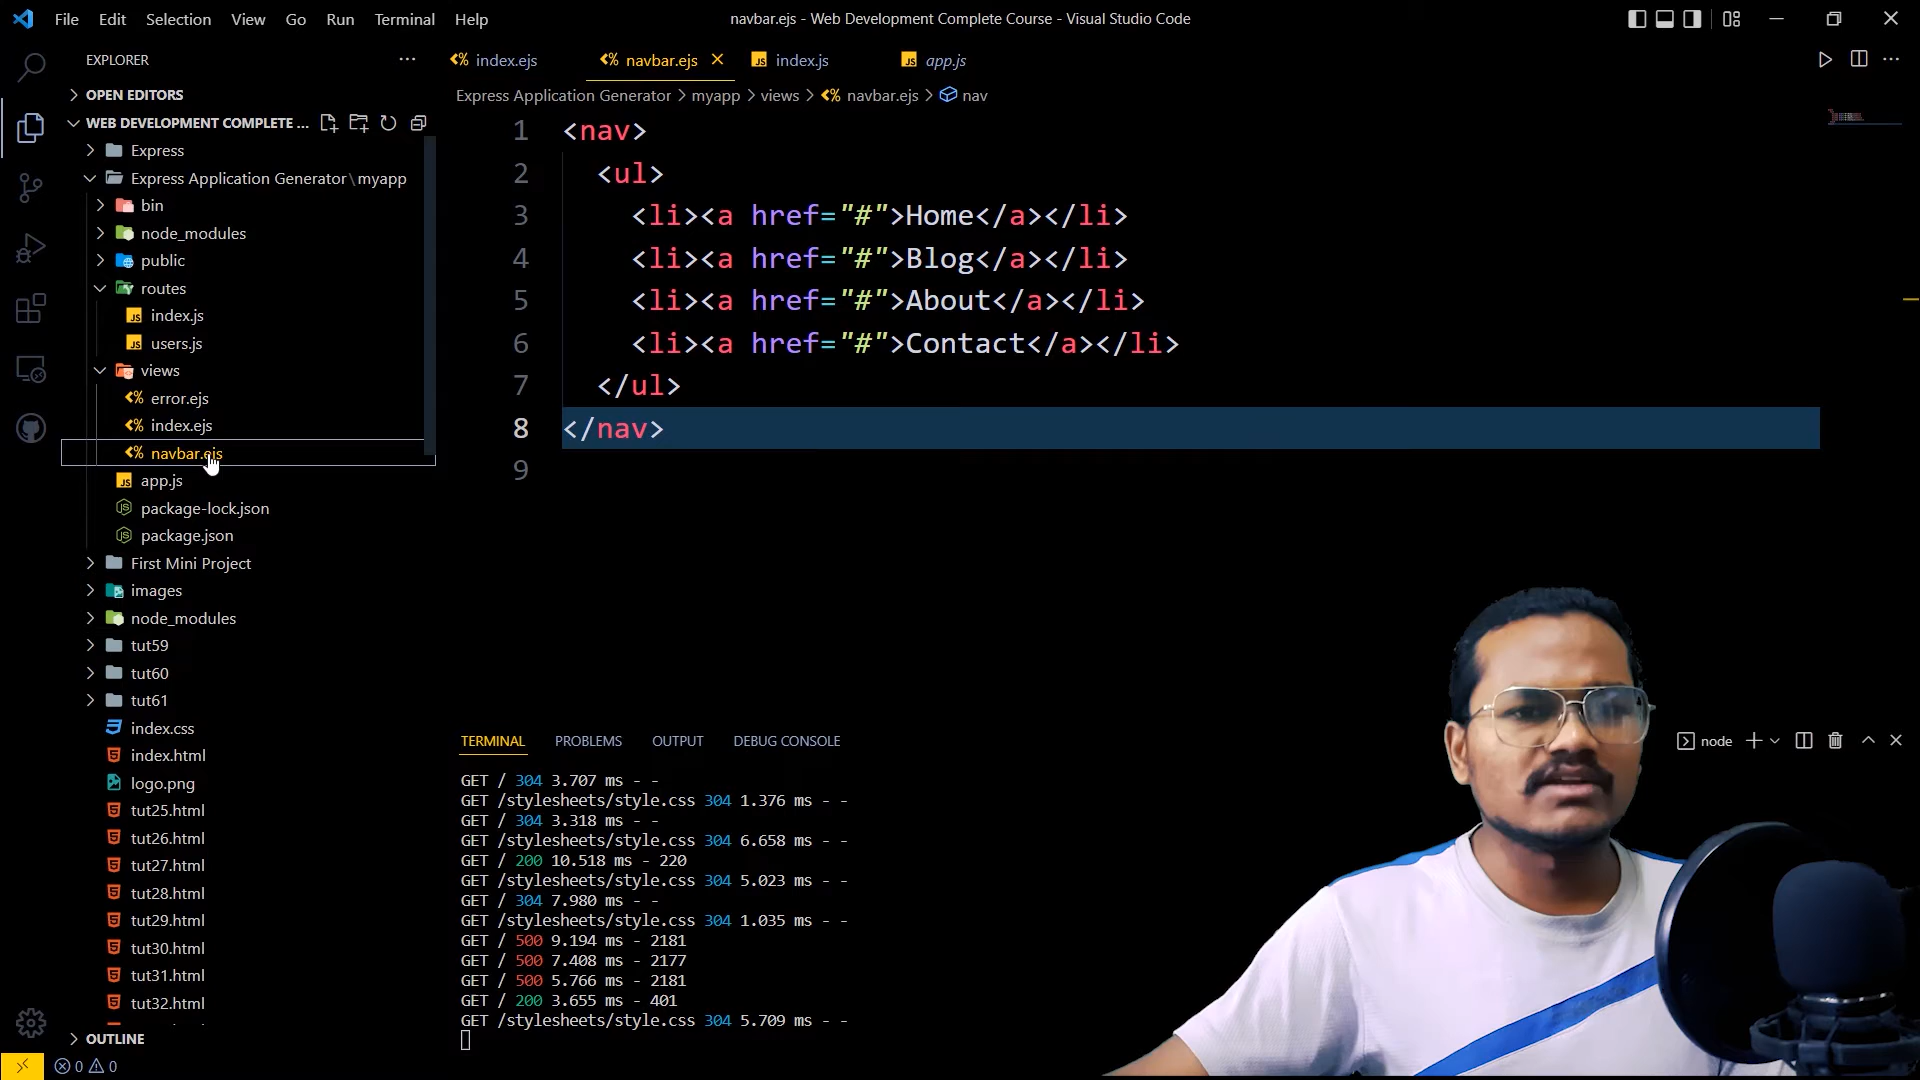 File Edit Selection View Go Run Terminal Help
navbar.ejs - Web Development Complete Course - Visual Studio Code
EXPLORER
index.ejs
navbar.ejs
index.js
app.js
OPEN EDITORS
WEB DEVELOPMENT COMPLETE ...
Express Application Generator > myapp > views > navbar.ejs > nav
Express
Express Application Generator\myapp
bin
node_modules
public
routes
index.js
users.js
views
error.ejs
index.ejs
navbar.ejs
app.js
package-lock.json
package.json
First Mini Project
images
node_modules
tut59
tut60
tut61
index.css
index.html
logo.png
tut25.html
tut26.html
tut27.html
tut28.html
tut29.html
tut30.html
tut31.html
tut32.html
OUTLINE
0 0
1 <nav>
2 <ul>
3 <li><a href="#">Home</a></li>
4 <li><a href="#">Blog</a></li>
5 <li><a href="#">About</a></li>
6 <li><a href="#">Contact</a></li>
7 </ul>
8 </nav>
9
TERMINAL PROBLEMS OUTPUT DEBUG CONSOLE
node
GET / 304 3.707 ms - -
GET /stylesheets/style.css 304 1.376 ms - -
GET / 304 3.318 ms - -
GET /stylesheets/style.css 304 6.658 ms - -
GET / 200 10.518 ms - 220
GET /stylesheets/style.css 304 5.023 ms - -
GET / 304 7.980 ms - -
GET /stylesheets/style.css 304 1.035 ms - -
GET / 500 9.194 ms - 2181
GET / 500 7.408 ms - 2177
GET / 500 5.766 ms - 2181
GET / 200 3.655 ms - 401
GET /stylesheets/style.css 304 5.709 ms - -